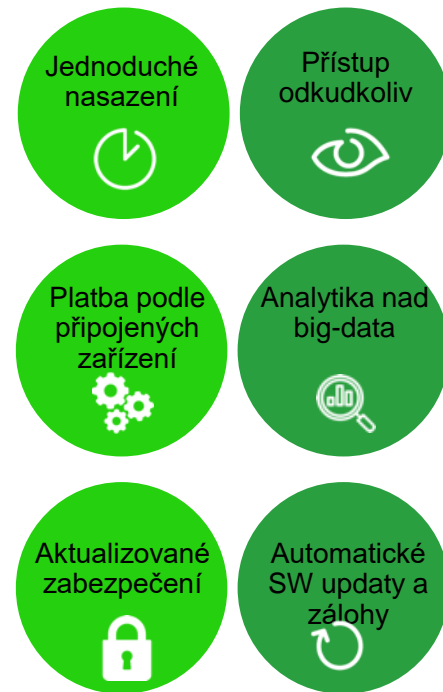 Jednoduché
nasazení
Přístup
odkudkoliv
Platba podle
připojených
zařízení
Analytika nad
big-data
Aktualizované
zabezpečení
Automatické
SW updaty a
zálohy